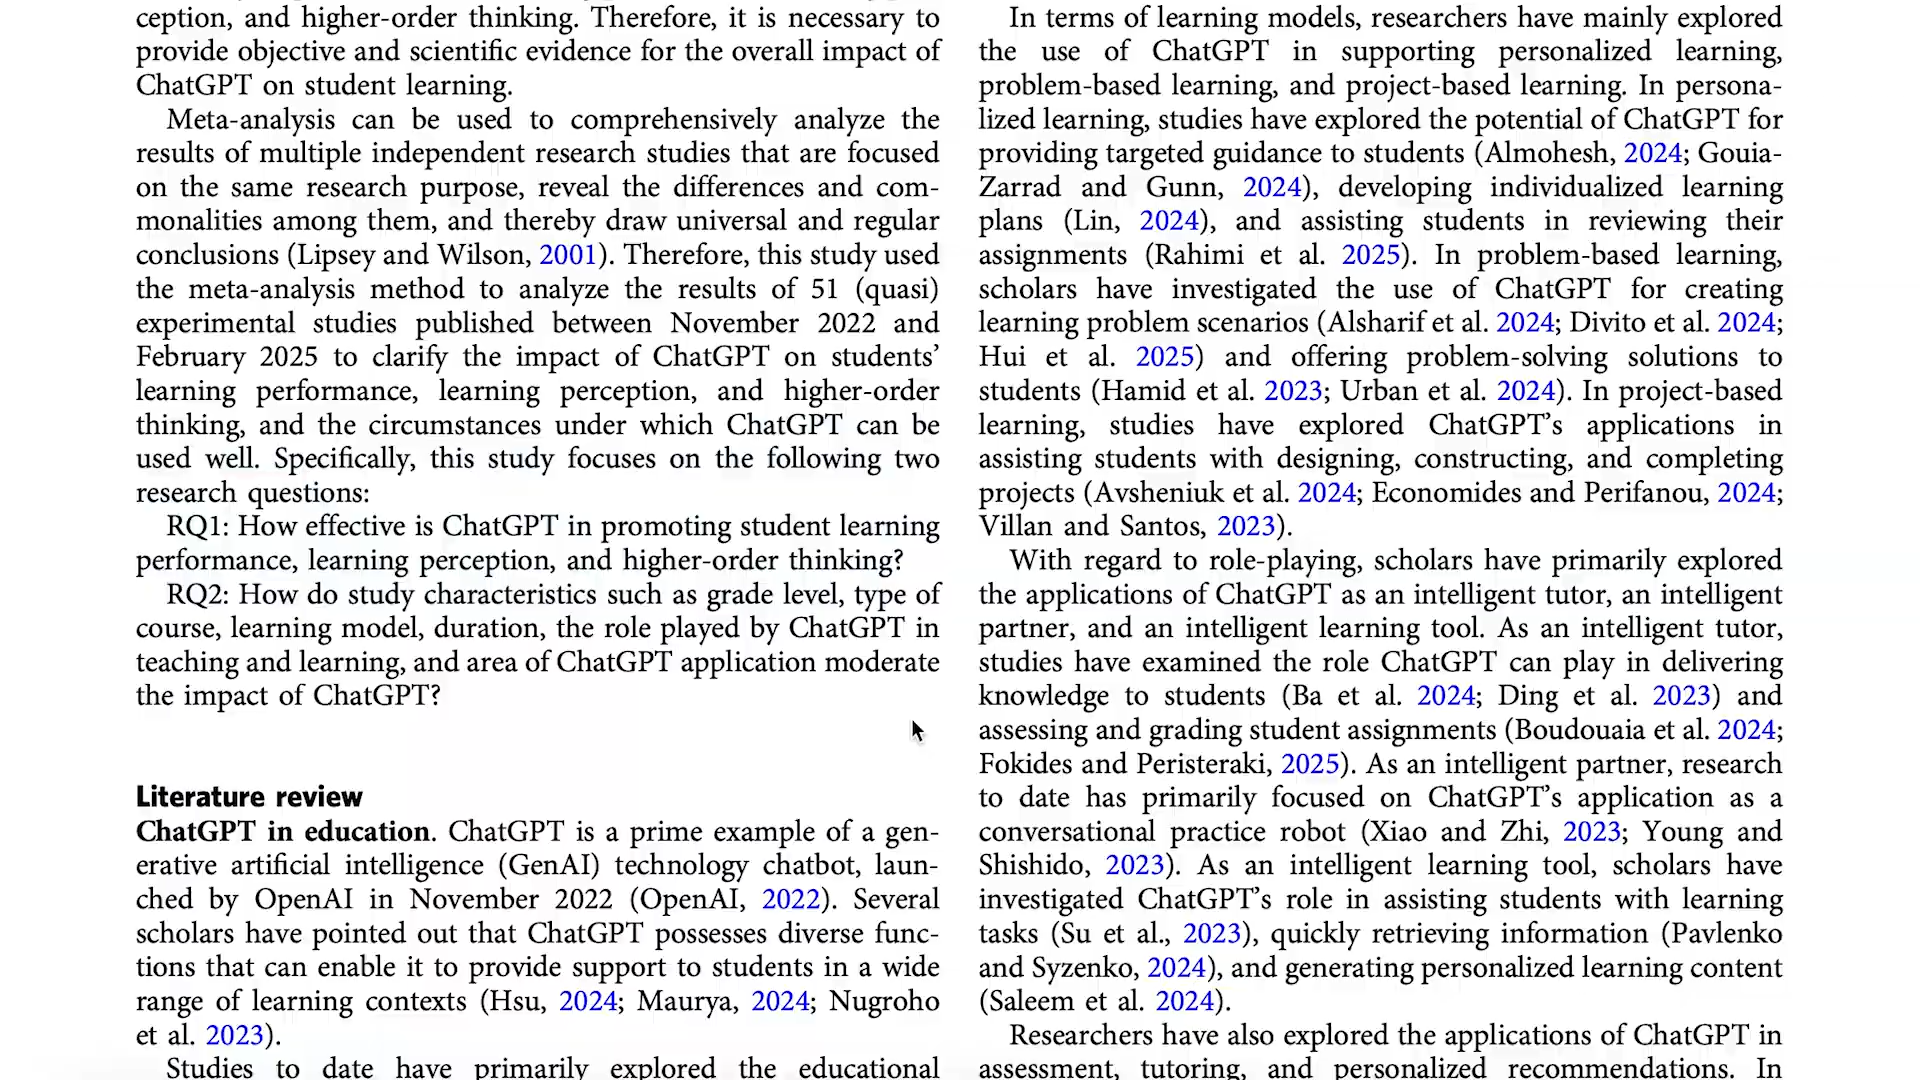 ception, and higher-order thinking. Therefore, it is necessary to
provide objective and scientific evidence for the overall impact of
ChatGPT on student learning.
Meta-analysis can be used to comprehensively analyze the
results of multiple independent research studies that are focused
on the same research purpose, reveal the differences and com-
monalities among them, and thereby draw universal and regular
conclusions (Lipsey and Wilson, 2001). Therefore, this study used
the meta-analysis method to analyze the results of 51 (quasi)
experimental studies published between November 2022 and
February 2025 to clarify the impact of ChatGPT on students’
learning performance, learning perception, and higher-order
thinking, and the circumstances under which ChatGPT can be
used well. Specifically, this study focuses on the following two
research questions:
RQ1: How effective is ChatGPT in promoting student learning
performance, learning perception, and higher-order thinking?
RQ2: How do study characteristics such as grade level, type of
course, learning model, duration, the role played by ChatGPT in
teaching and learning, and area of ChatGPT application moderate
the impact of ChatGPT?
Literature review
ChatGPT in education. ChatGPT is a prime example of a gen-
erative artificial intelligence (GenAI) technology chatbot, laun-
ched by OpenAI in November 2022 (OpenAI, 2022). Several
scholars have pointed out that ChatGPT possesses diverse func-
tions that can enable it to provide support to students in a wide
range of learning contexts (Hsu, 2024; Maurya, 2024; Nugroho
et al. 2023).
Studies to date have primarily explored the educational
In terms of learning models, researchers have mainly explored
the use of ChatGPT in supporting personalized learning,
problem-based learning, and project-based learning. In persona-
lized learning, studies have explored the potential of ChatGPT for
providing targeted guidance to students (Almohesh, 2024; Gouia-
Zarrad and Gunn, 2024), developing individualized learning
plans (Lin, 2024), and assisting students in reviewing their
assignments (Rahimi et al. 2025). In problem-based learning,
scholars have investigated the use of ChatGPT for creating
learning problem scenarios (Alsharif et al. 2024; Divito et al. 2024;
Hui et al. 2025) and offering problem-solving solutions to
students (Hamid et al. 2023; Urban et al. 2024). In project-based
learning, studies have explored ChatGPT’s applications in
assisting students with designing, constructing, and completing
projects (Avsheniuk et al. 2024; Economides and Perifanou, 2024;
Villan and Santos, 2023).
With regard to role-playing, scholars have primarily explored
the applications of ChatGPT as an intelligent tutor, an intelligent
partner, and an intelligent learning tool. As an intelligent tutor,
studies have examined the role ChatGPT can play in delivering
knowledge to students (Ba et al. 2024; Ding et al. 2023) and
assessing and grading student assignments (Boudouaia et al. 2024;
Fokides and Peristeraki, 2025). As an intelligent partner, research
to date has primarily focused on ChatGPT’s application as a
conversational practice robot (Xiao and Zhi, 2023; Young and
Shishido, 2023). As an intelligent learning tool, scholars have
investigated ChatGPT’s role in assisting students with learning
tasks (Su et al., 2023), quickly retrieving information (Pavlenko
and Syzenko, 2024), and generating personalized learning content
(Saleem et al. 2024).
Researchers have also explored the applications of ChatGPT in
assessment, tutoring, and personalized recommendations. In